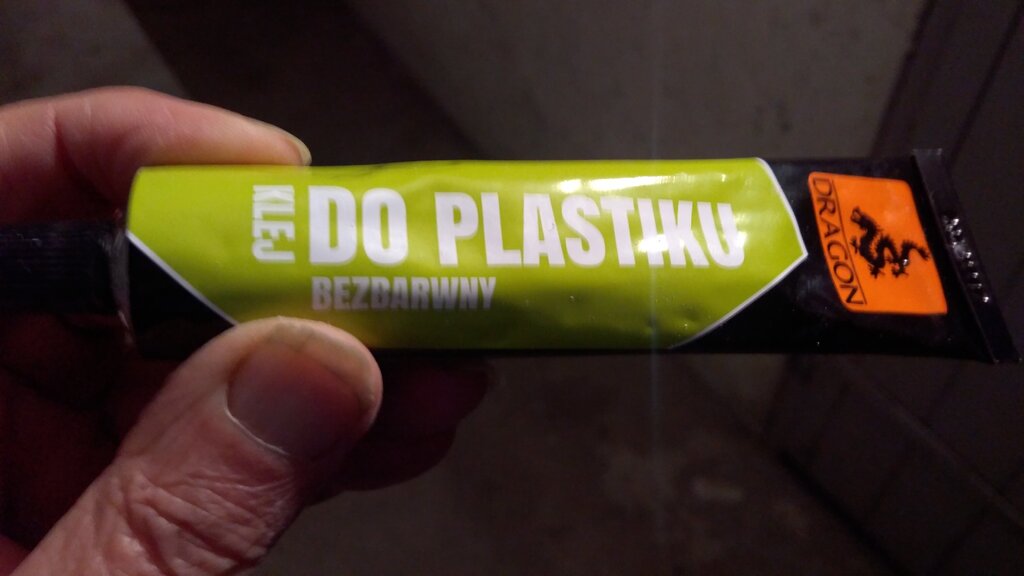 KLEJ
DO PLASTIKU
BEZBARWNY
DRAGON